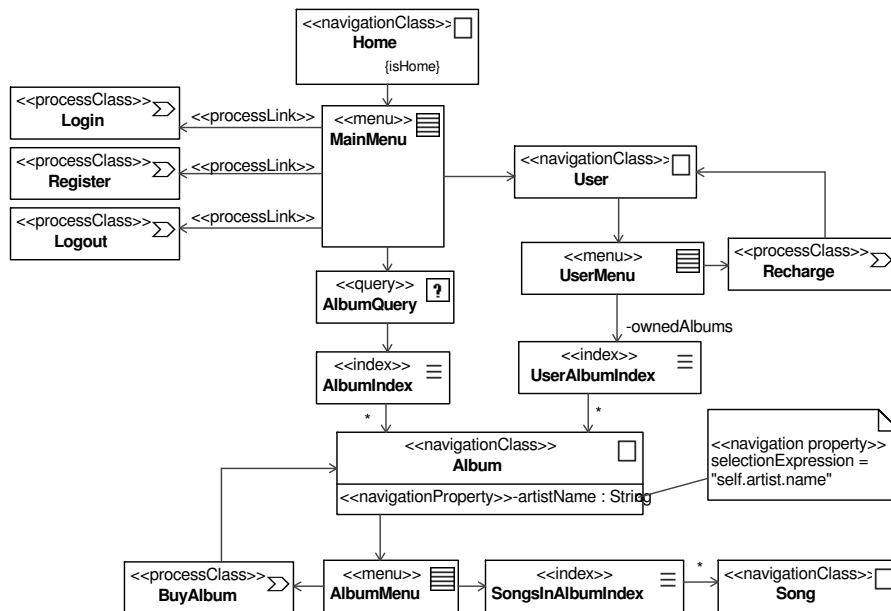 <<navigationClass>>
Home
{isHome}
<<processClass>>
Login
<<processLink>>
<<menu>>
MainMenu
<<processClass>>
Register
<<processLink>>
<<navigationClass>>
User
<<processClass>>
Logout
<<processLink>>
<<menu>>
UserMenu
<<processClass>>
Recharge
<<query>>
AlbumQuery
?
-ownedAlbums
<<index>>
AlbumIndex
<<index>>
UserAlbumIndex
*
*
<<navigationClass>>
Album
<<navigationProperty>>-artistName : String
<<navigation property>>
selectionExpression =
"self.artist.name"
<<processClass>>
BuyAlbum
<<menu>>
AlbumMenu
<<index>>
SongsInAlbumIndex
*
<<navigationClass>>
Song